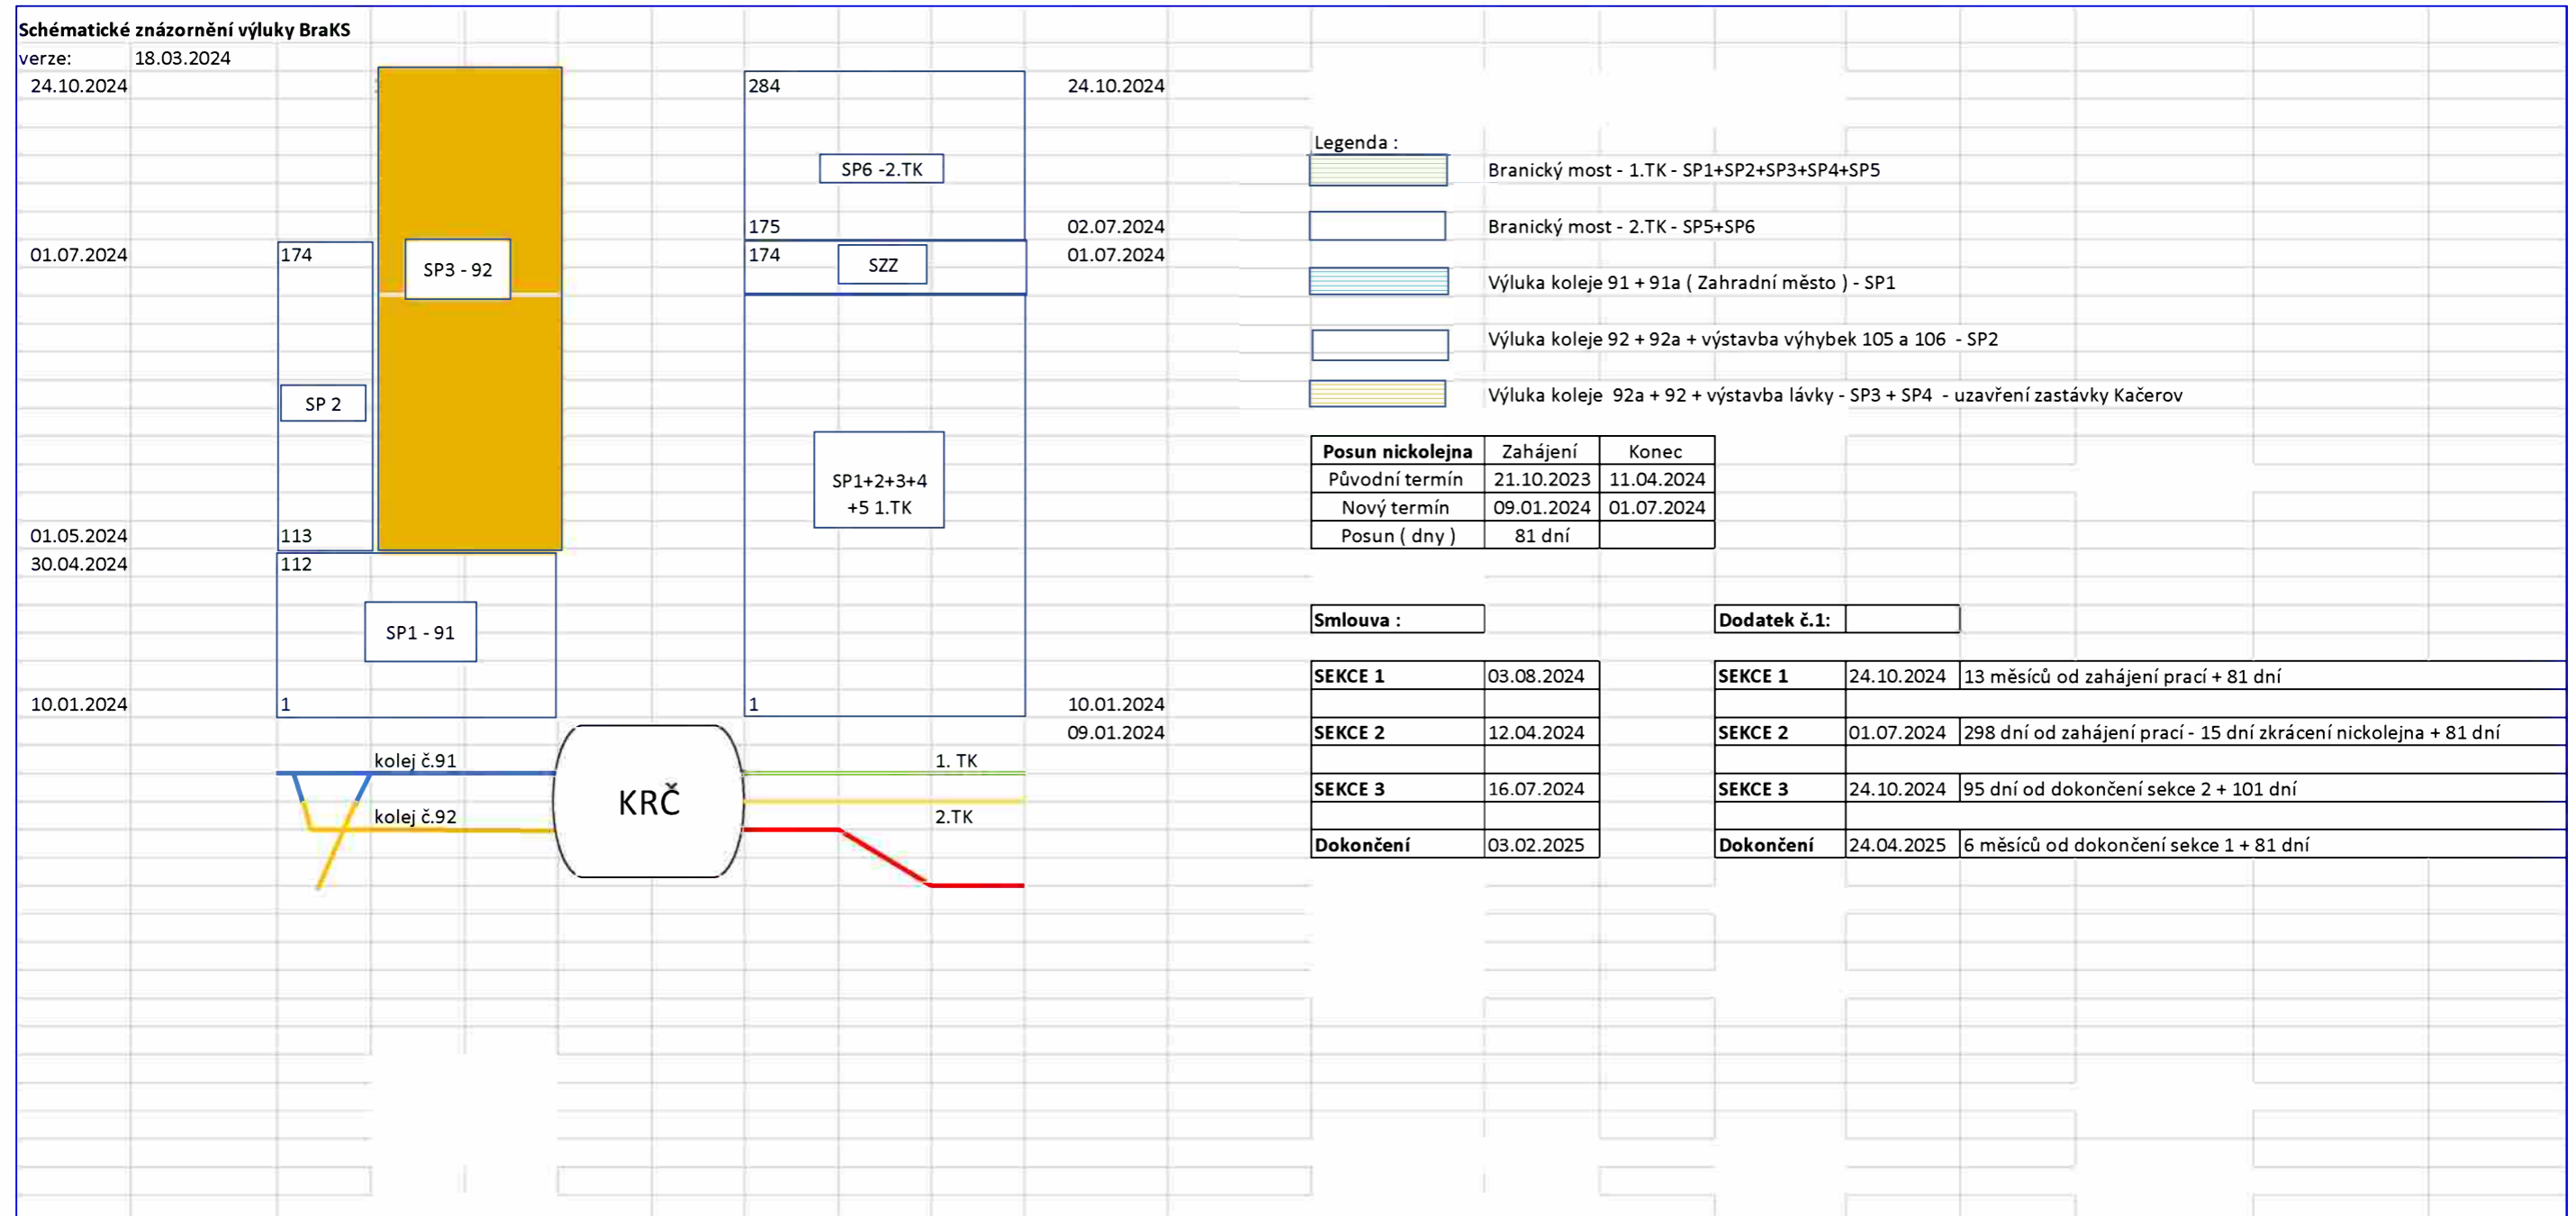 Schématické znázornění výluky BraKS
verze: 18.03.2024
24.10.2024 284 24.10.2024
Legenda :
SP6 -2.TK Branický most - 1.TK - SP1+SP2+SP3+SP4+SP5
175 02.07.2024 Branický most - 2.TK - SP5+SP6
01.07.2024 174 SP3 - 92 174 SZZ 01.07.2024
Výluka koleje 91 + 91a ( Zahradní město ) - SP1
Výluka koleje 92 + 92a + výstavba výhybek 105 a 106 - SP2
SP 2 Výluka koleje 92a + 92 + výstavba lávky - SP3 + SP4 - uzavření zastávky Kačerov
Posun nickolejna Zahájení Konec
SP1+2+3+4 Původní termín 21.10.2023 11.04.2024
+5 1.TK Nový termín 09.01.2024 01.07.2024
01.05.2024 113 Posun ( dny ) 81 dní
30.04.2024 112
SP1 - 91 Smlouva : Dodatek č.1:
SEKCE 1 03.08.2024 SEKCE 1 24.10.2024 13 měsíců od zahájení prací + 81 dní
10.01.2024 1 1 10.01.2024
09.01.2024 SEKCE 2 12.04.2024 SEKCE 2 01.07.2024 298 dní od zahájení prací - 15 dní zkrácení nickolejna + 81 dní
kolej č.91 1. TK
KRČ SEKCE 3 16.07.2024 SEKCE 3 24.10.2024 95 dní od dokončení sekce 2 + 101 dní
kolej č.92 2.TK
Dokončení 03.02.2025 Dokončení 24.04.2025 6 měsíců od dokončení sekce 1 + 81 dní